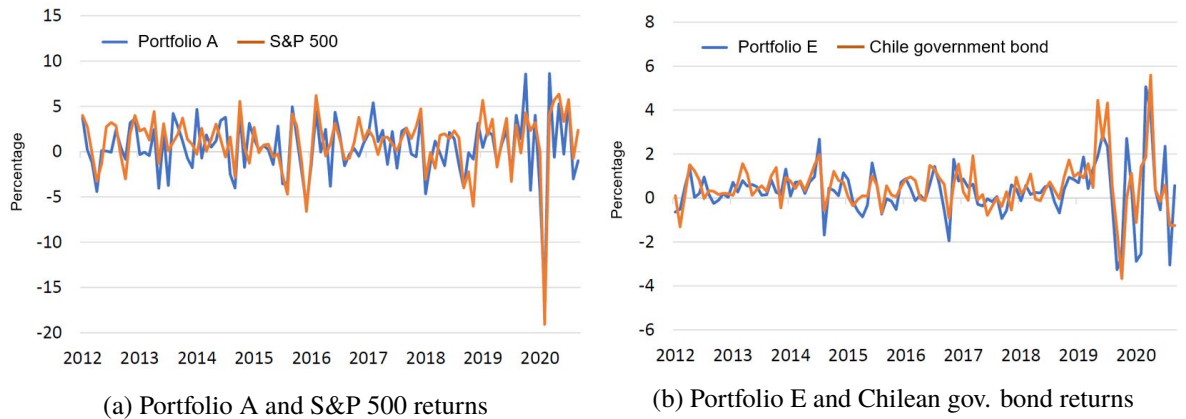 15
10
5
0
-5
-10
-15
-20
Percentage
Portfolio A
S&P 500
2012 2013 2014 2015 2016 2017 2018 2019 2020
(a) Portfolio A and S&P 500 returns
8
6
4
2
0
-2
-4
-6
Percentage
Portfolio E
Chile government bond
2012 2013 2014 2015 2016 2017 2018 2019 2020
(b) Portfolio E and Chilean gov. bond returns